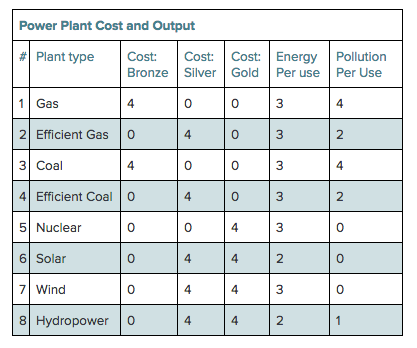 Power Plant Cost and Output
# Plant type Cost: Bronze Cost: Silver Cost: Gold Energy Per use Pollution Per Use
1 Gas 4 0 0 3 4
2 Efficient Gas 0 4 0 3 2
3 Coal 4 0 0 3 4
4 Efficient Coal 0 4 0 3 2
5 Nuclear 0 0 4 3 0
6 Solar 0 4 4 2 0
7 Wind 0 4 4 3 0
8 Hydropower 0 4 4 2 1